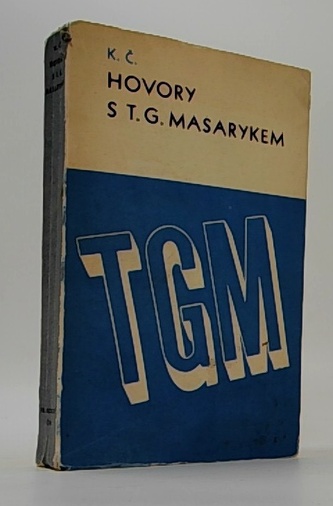 K. Č.
HOVORY
S T. G. MASARYKEM
TGM